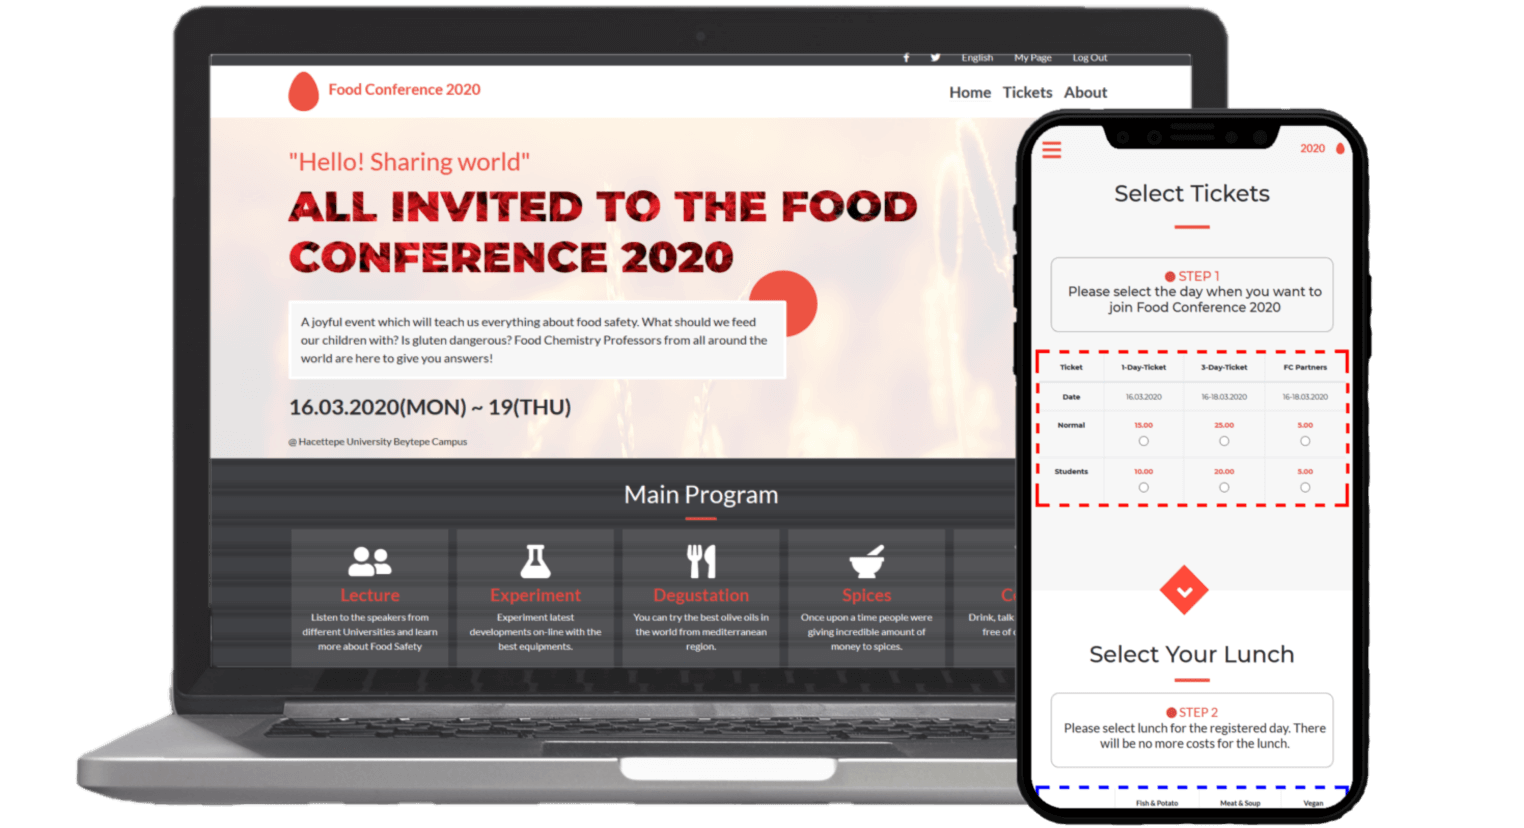 English My Page Log Out
Food Conference 2020
Home Tickets About
"Hello! Sharing world"
ALL INVITED TO THE FOOD
CONFERENCE 2020
A joyful event which will teach us everything about food safety. What should we feed
our children with? Is gluten dangerous? Food Chemistry Professors from all around the
world are here to give you answers!
16.03.2020(MON) ~ 19(THU)
@ Hacettepe University Beytepe Campus
Main Program
Lecture
Listen to the speakers from
different Universities and learn
more about Food Safety
Experiment
Experiment latest
developments on-line with the
best equipments.
Degustation
You can try the best olive oils in
the world from mediterranean
region.
Spices
Once upon a time people were
giving incredible amount of
money to spices.
Drink, talk
free of
2020
Select Tickets
STEP 1
Please select the day when you want to
join Food Conference 2020
Ticket 1-Day-Ticket 3-Day-Ticket FC Partners
Date 16.03.2020 16-18.03.2020 16-18.03.2020
Normal 15.00 25.00 5.00
Students 10.00 20.00 5.00
Select Your Lunch
STEP 2
Please select lunch for the registered day. There
will be no more costs for the lunch.
Fish & Potato Meat & Soup Vegan